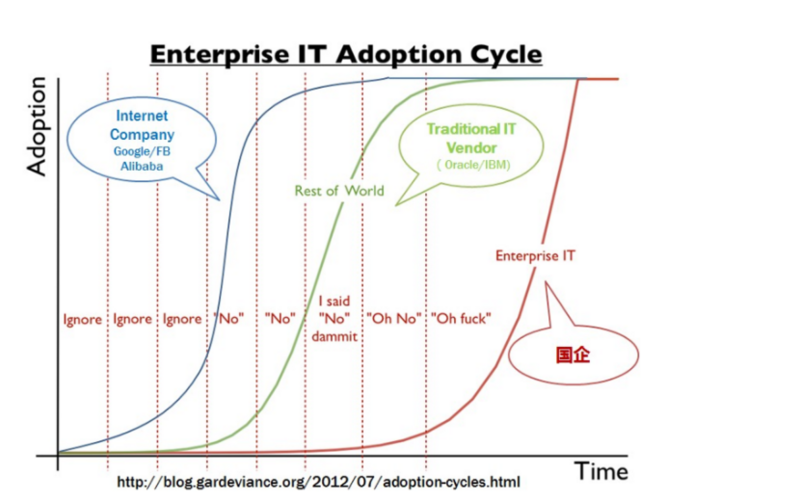 Enterprise IT Adoption Cycle
Adoption
Internet
Company
Google/FB
Alibaba
Traditional IT
Vendor
( Oracle/IBM)
Rest of World
Enterprise IT
Ignore
Ignore
Ignore
"No"
"No"
I said
"No"
dammit
"Oh No"
"Oh fuck"
国企
Time
http://blog.gardeviance.org/2012/07/adoption-cycles.html